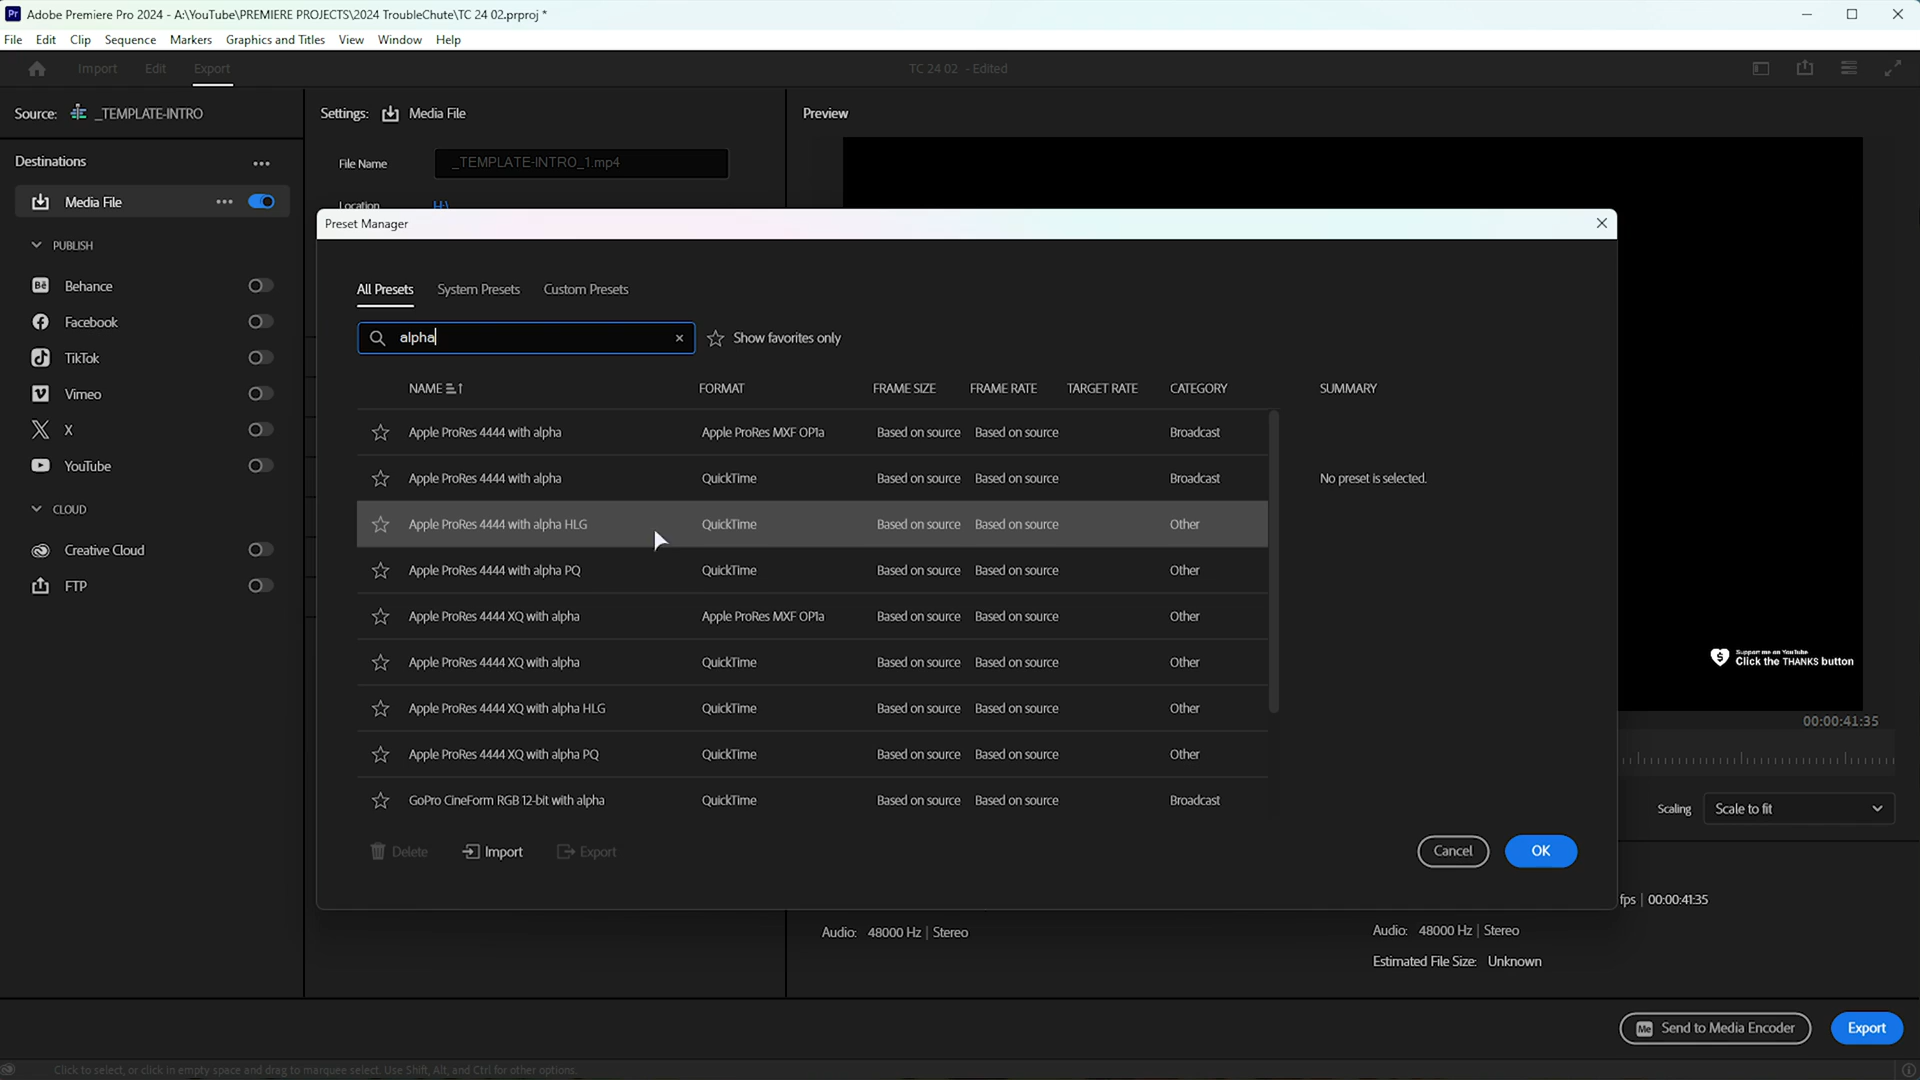 Adobe Premiere Pro 2024 - A:\YouTube\PREMIERE PROJECTS\2024 TroubleChute\TC 24 02.prproj *
File Edit Clip Sequence Markers Graphics and Titles View Window Help
Import Edit Export
TC 24 02 - Edited
Source: _TEMPLATE-INTRO
Settings: Media File
Preview
Destinations
File Name _TEMPLATE-INTRO_1.mp4
Media File
Location H:\
Preset Manager
PUBLISH
Behance
Facebook
TikTok
Vimeo
X
YouTube
CLOUD
Creative Cloud
FTP
All Presets System Presets Custom Presets
alpha
Show favorites only
NAME FORMAT FRAME SIZE FRAME RATE TARGET RATE CATEGORY SUMMARY
Apple ProRes 4444 with alpha Apple ProRes MXF OP1a Based on source Based on source Broadcast
Apple ProRes 4444 with alpha QuickTime Based on source Based on source Broadcast
No preset is selected.
Apple ProRes 4444 with alpha HLG QuickTime Based on source Based on source Other
Apple ProRes 4444 with alpha PQ QuickTime Based on source Based on source Other
Apple ProRes 4444 XQ with alpha Apple ProRes MXF OP1a Based on source Based on source Other
Apple ProRes 4444 XQ with alpha QuickTime Based on source Based on source Other
Apple ProRes 4444 XQ with alpha HLG QuickTime Based on source Based on source Other
Apple ProRes 4444 XQ with alpha PQ QuickTime Based on source Based on source Other
GoPro CineForm RGB 12-bit with alpha QuickTime Based on source Based on source Broadcast
Delete Import Export
Cancel OK
Support me on YouTube
Click the THANKS button
00:00:41:35
Scaling Scale to fit
fps | 00:00:41:35
Audio: 48000 Hz | Stereo
Audio: 48000 Hz | Stereo
Estimated File Size: Unknown
Me Send to Media Encoder Export
Click to select, or click in empty space and drag to marquee select. Use Shift, Alt, and Ctrl for other options.